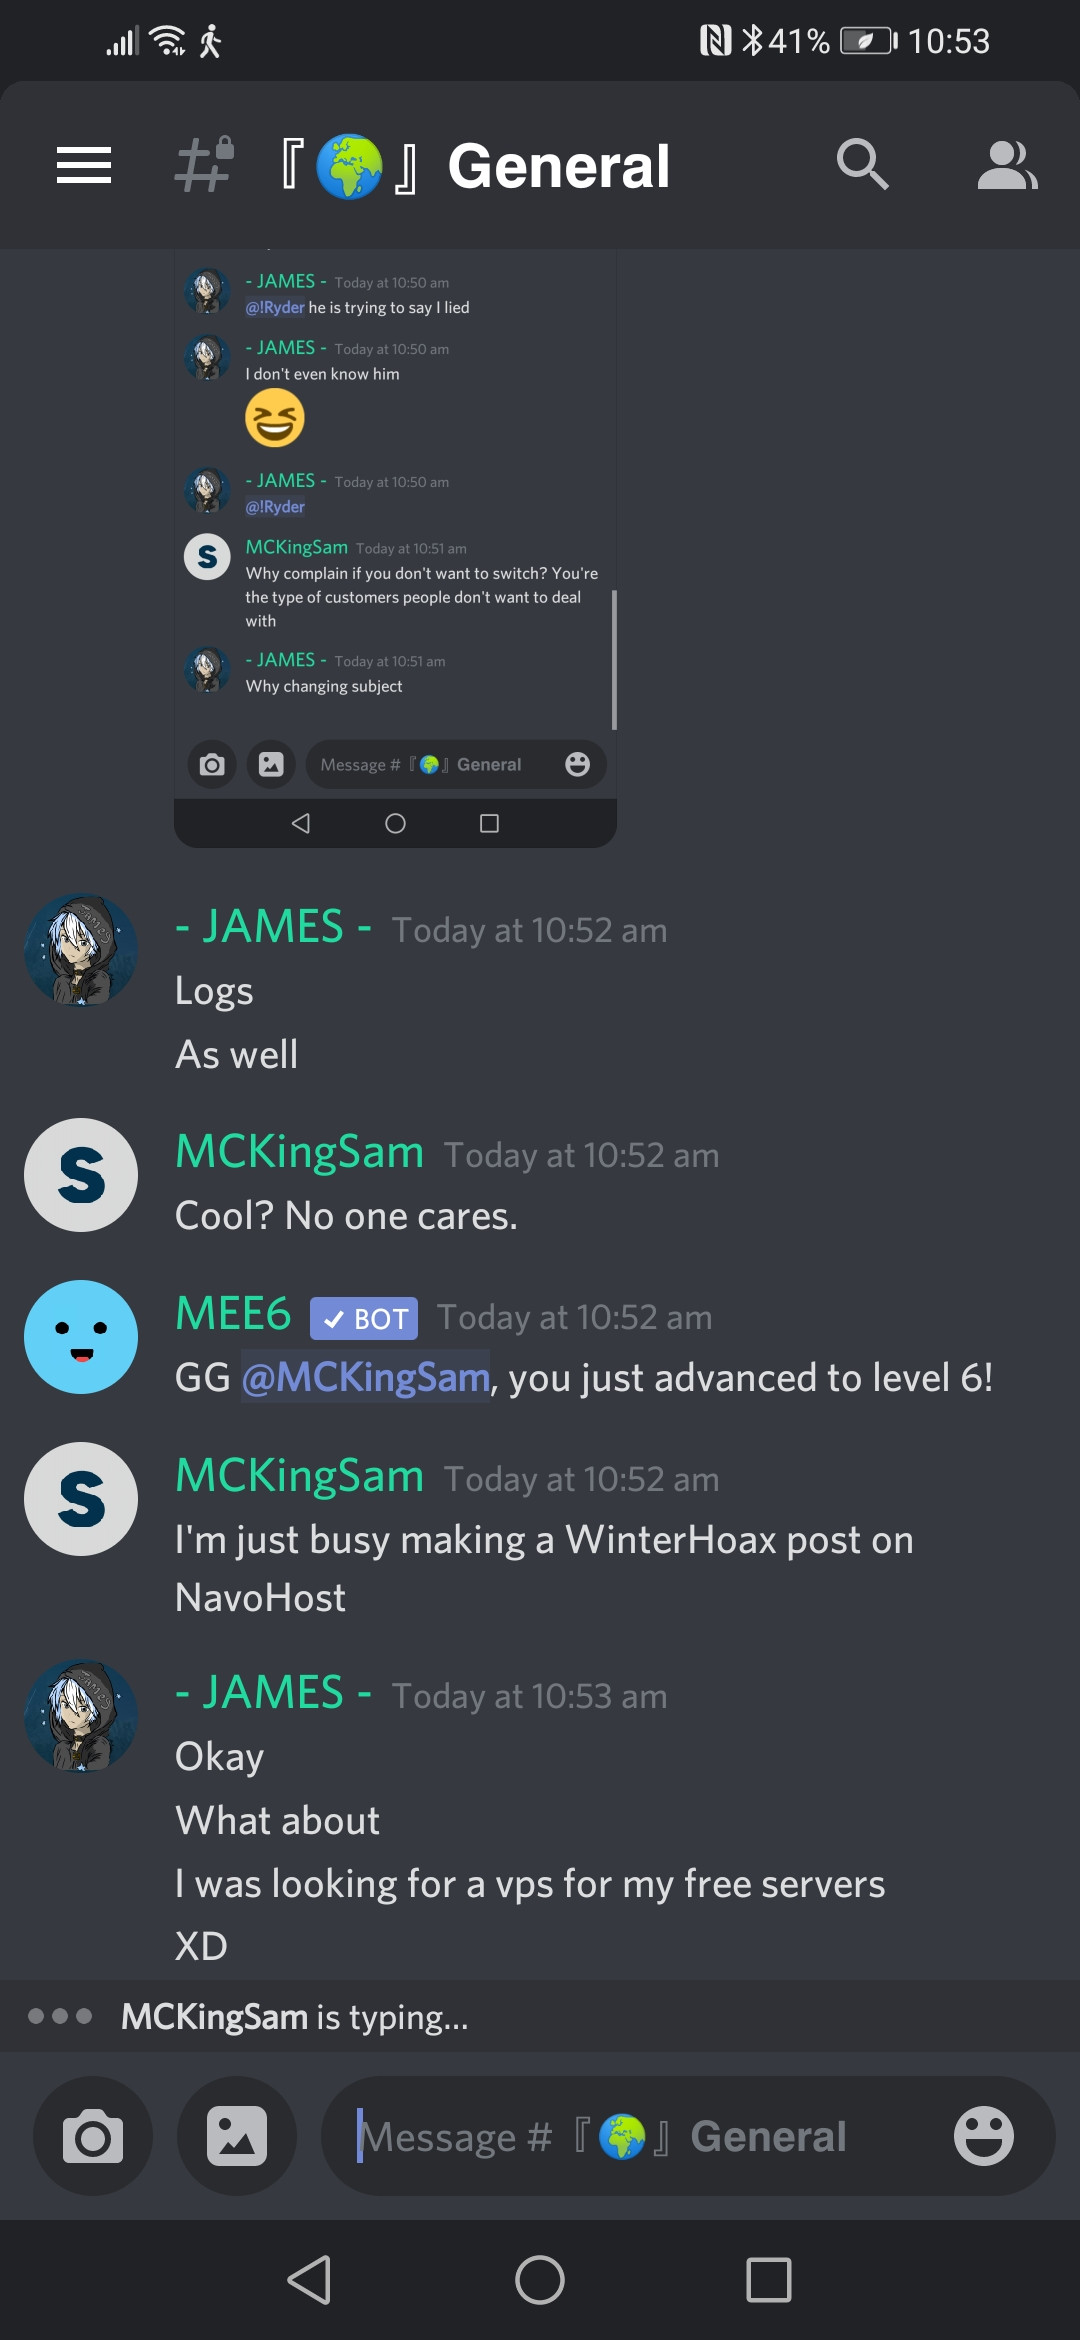 41% 10:53
『🌍』 General
- JAMES - Today at 10:50 am
@!Ryder he is trying to say I lied
- JAMES - Today at 10:50 am
I don't even know him
- JAMES - Today at 10:50 am
@!Ryder
S MCKingSam Today at 10:51 am
Why complain if you don't want to switch? You're
the type of customers people don't want to deal
with
- JAMES - Today at 10:51 am
Why changing subject
Message # 『🌍』 General
- JAMES - Today at 10:52 am
Logs
As well
S MCKingSam Today at 10:52 am
Cool? No one cares.
MEE6 ✓ BOT Today at 10:52 am
GG @MCKingSam, you just advanced to level 6!
S MCKingSam Today at 10:52 am
I'm just busy making a WinterHoax post on
NavoHost
- JAMES - Today at 10:53 am
Okay
What about
I was looking for a vps for my free servers
XD
MCKingSam is typing...
Message # 『🌍』 General